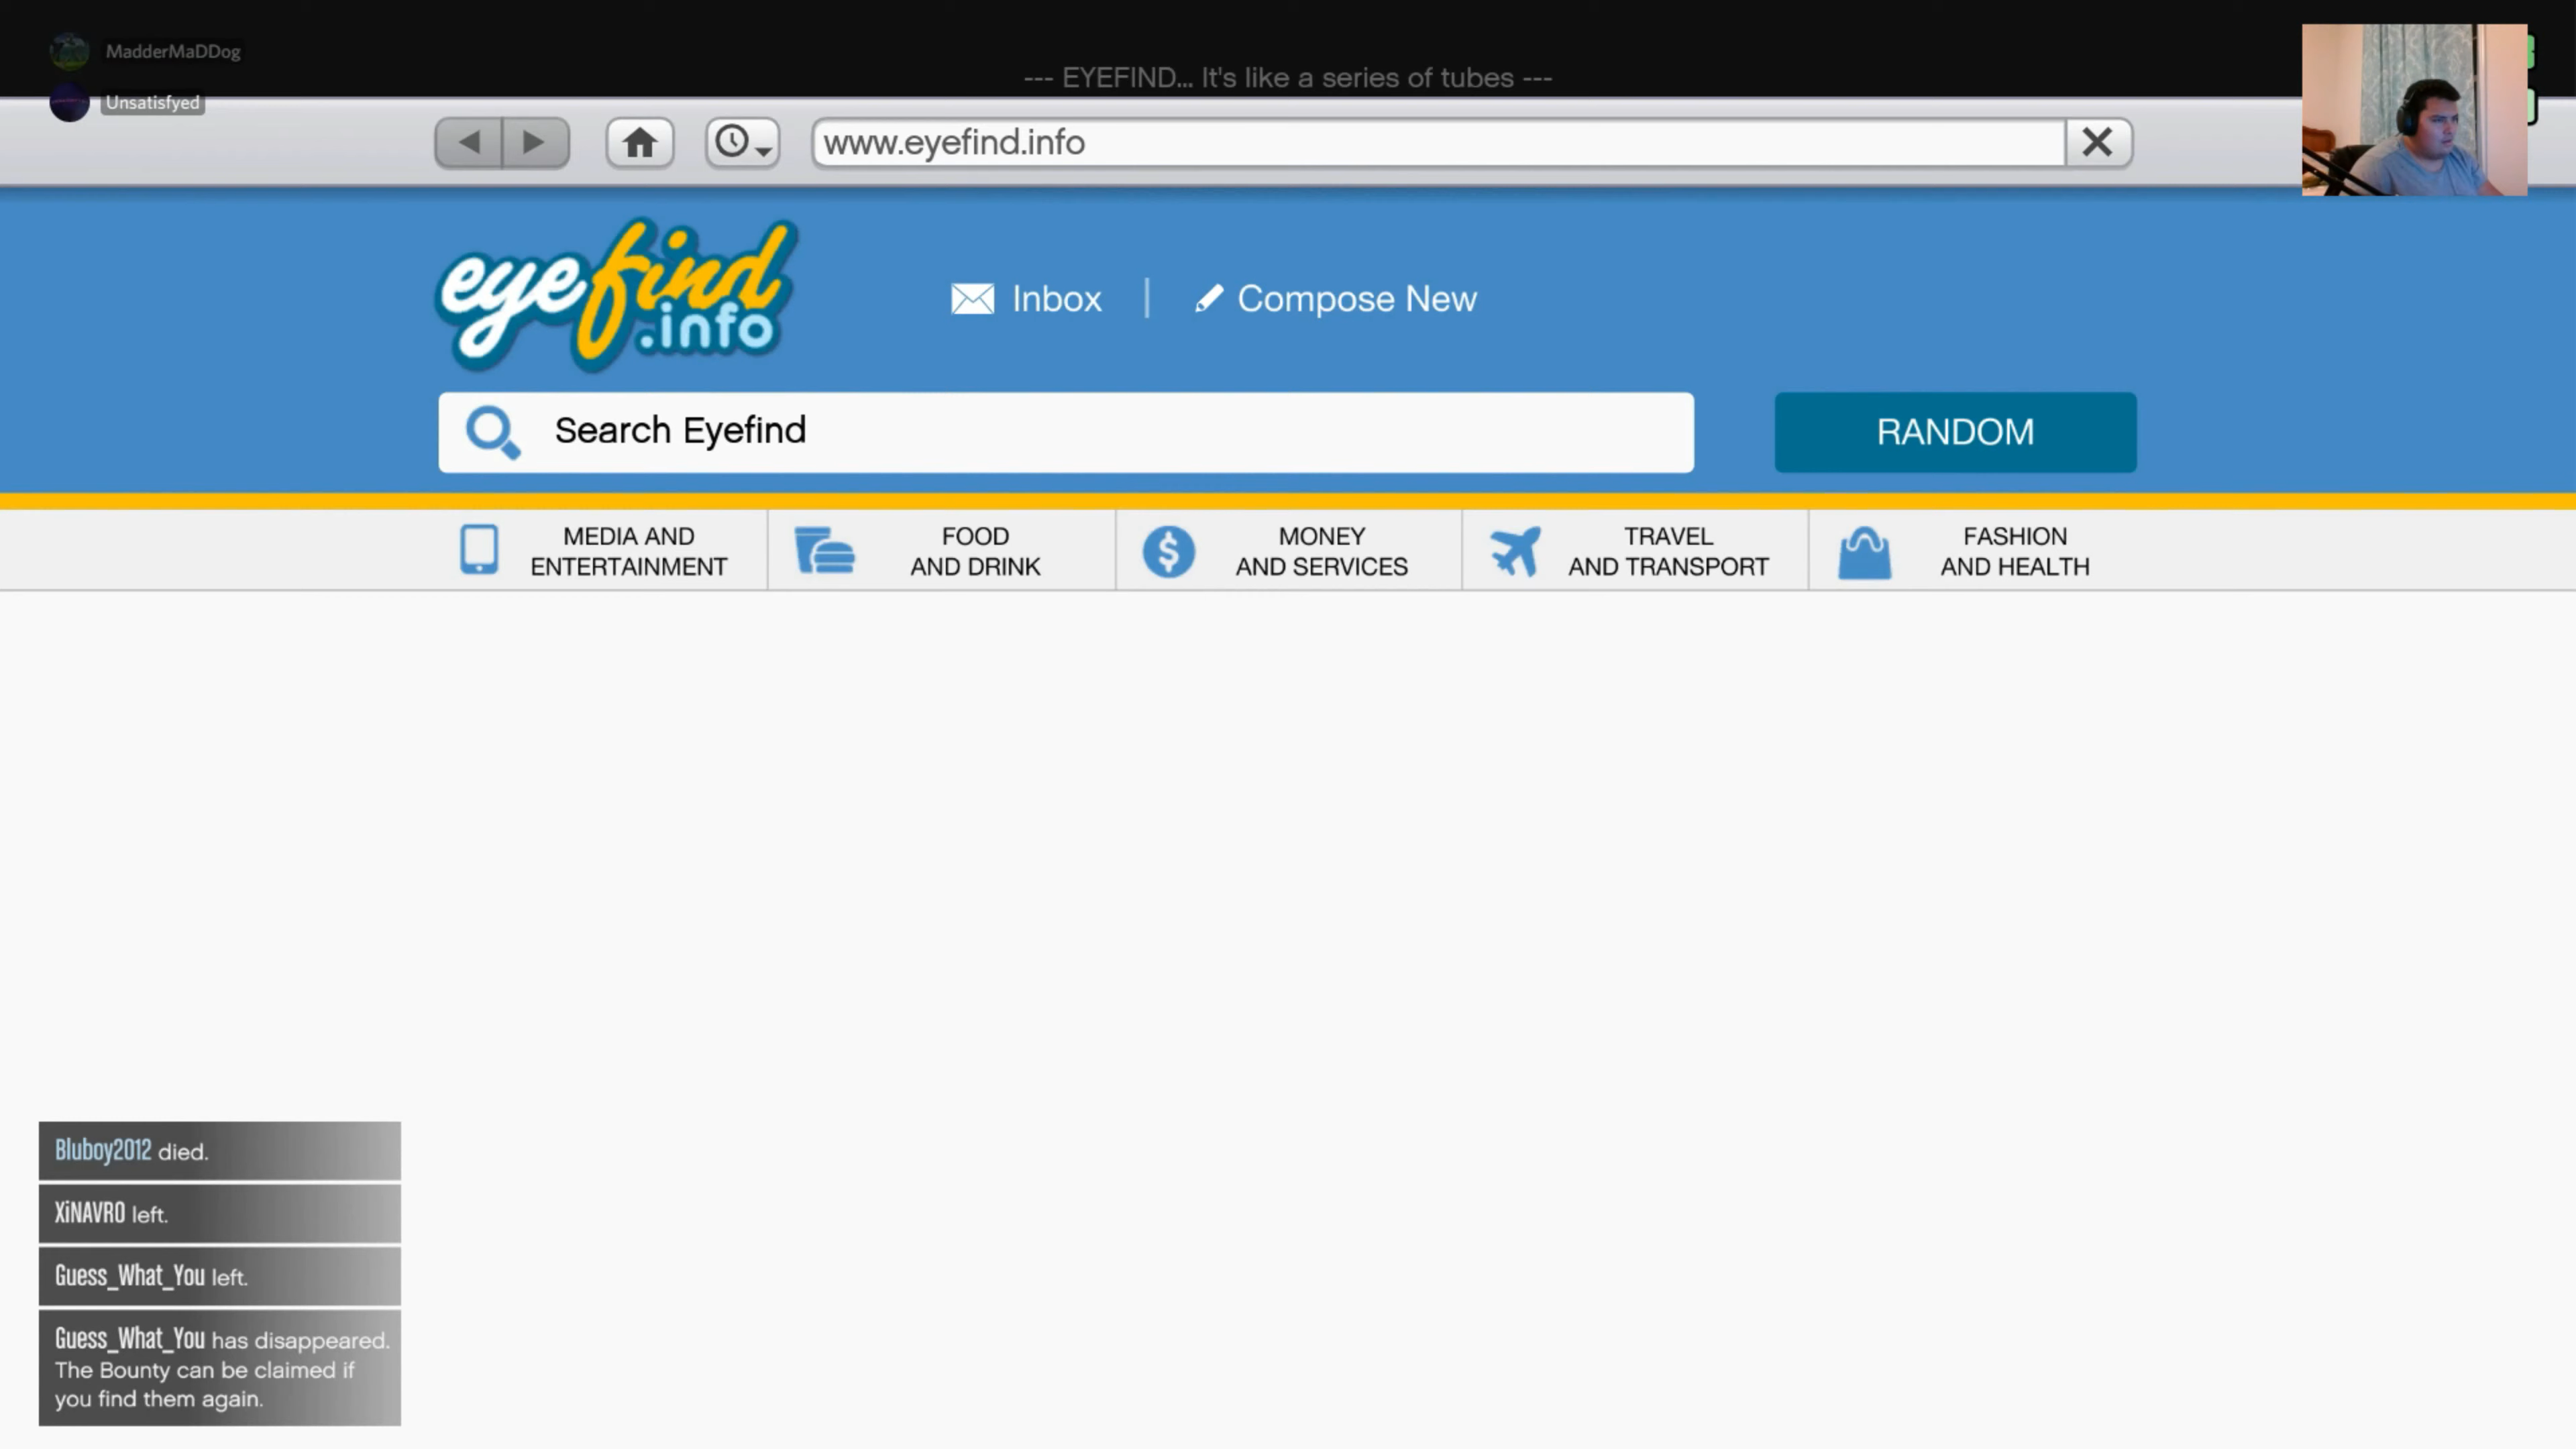 MadderMaDDog
--- EYEFIND... It's like a series of tubes ---
Unsatisfyed
www.eyefind.info
eyefind
.info
Inbox | Compose New
Search Eyefind
RANDOM
MEDIA AND
ENTERTAINMENT
FOOD
AND DRINK
MONEY
AND SERVICES
TRAVEL
AND TRANSPORT
FASHION
AND HEALTH
Bluboy2012 died.
XiNAVRO left.
Guess_What_You left.
Guess_What_You has disappeared.
The Bounty can be claimed if
you find them again.